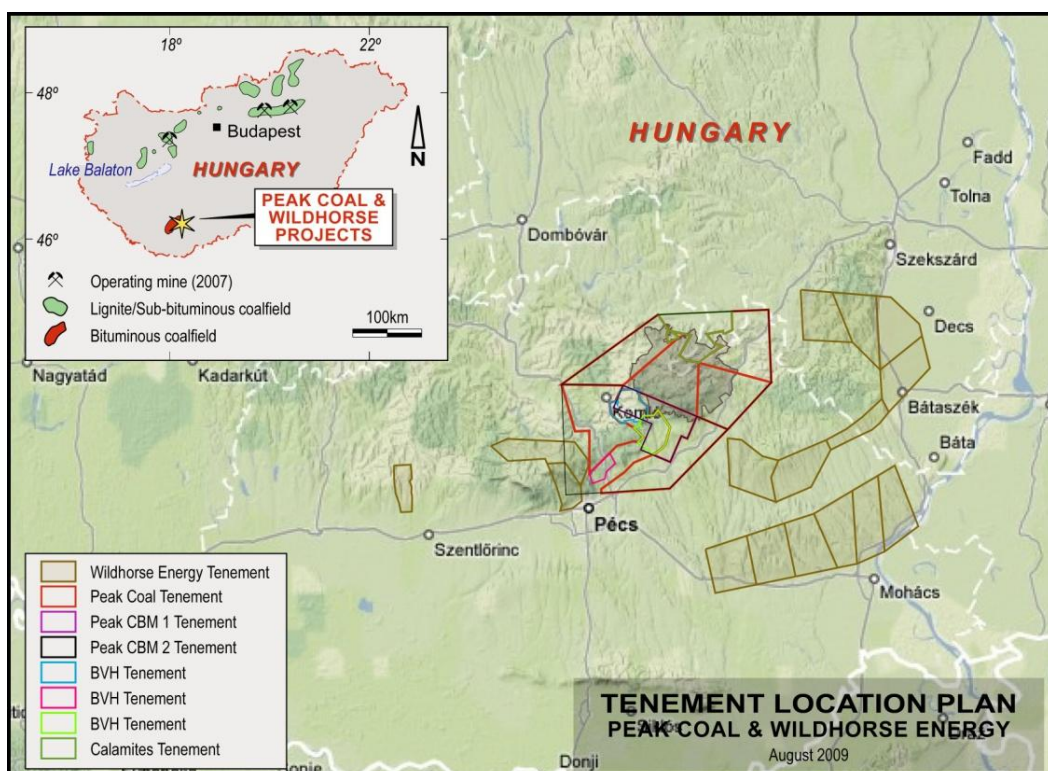 18º
22º
48º
Budapest
Lake Balaton
HUNGARY
N
PEAK COAL &
WILDHORSE
PROJECTS
46º
Operating mine (2007)
Lignite/Sub-bituminous coalfield
100km
Bituminous coalfield
HUNGARY
Fadd
Tolna
Dombóvár
Szekszárd
Decs
Nagyatád
Kadarkút
Bátaszék
Báta
Pécs
Szentlőrinc
Mohács
Wildhorse Energy Tenement
Peak Coal Tenement
Peak CBM 1 Tenement
Peak CBM 2 Tenement
BVH Tenement
BVH Tenement
BVH Tenement
Calamites Tenement
TENEMENT LOCATION PLAN
PEAK COAL & WILDHORSE ENERGY
August 2009
Donji